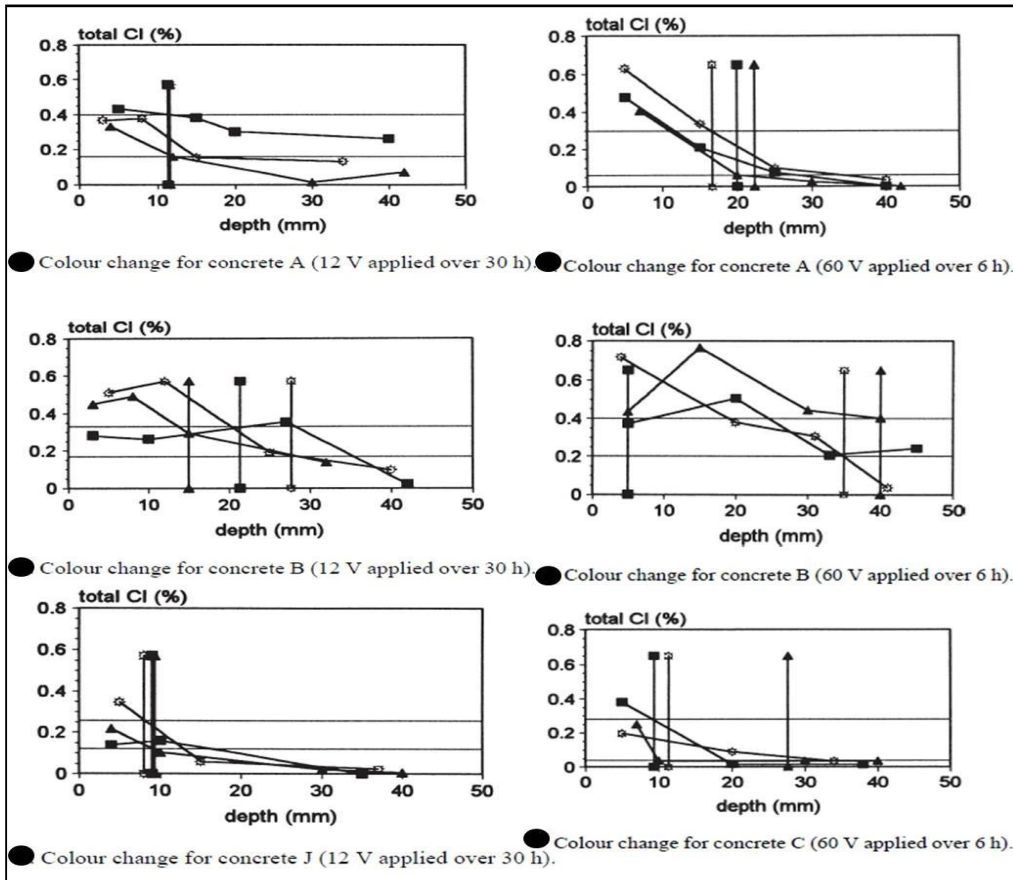 total Cl (%)
0.8
0.6
0.4
0.2
0
0 10 20 30 40 50
depth (mm)
Colour change for concrete A (12 V applied over 30 h).
total Cl (%)
0.8
0.6
0.4
0.2
0
0 10 20 30 40 50
depth (mm)
Colour change for concrete A (60 V applied over 6 h).
total Cl (%)
0.8
0.6
0.4
0.2
0
0 10 20 30 40 50
depth (mm)
Colour change for concrete B (12 V applied over 30 h).
total Cl (%)
0.8
0.6
0.4
0.2
0
0 10 20 30 40 50
depth (mm)
Colour change for concrete B (60 V applied over 6 h).
total Cl (%)
0.8
0.6
0.4
0.2
0
0 10 20 30 40 50
depth (mm)
Colour change for concrete J (12 V applied over 30 h).
total Cl (%)
0.8
0.6
0.4
0.2
0
0 10 20 30 40 50
depth (mm)
Colour change for concrete C (60 V applied over 6 h).